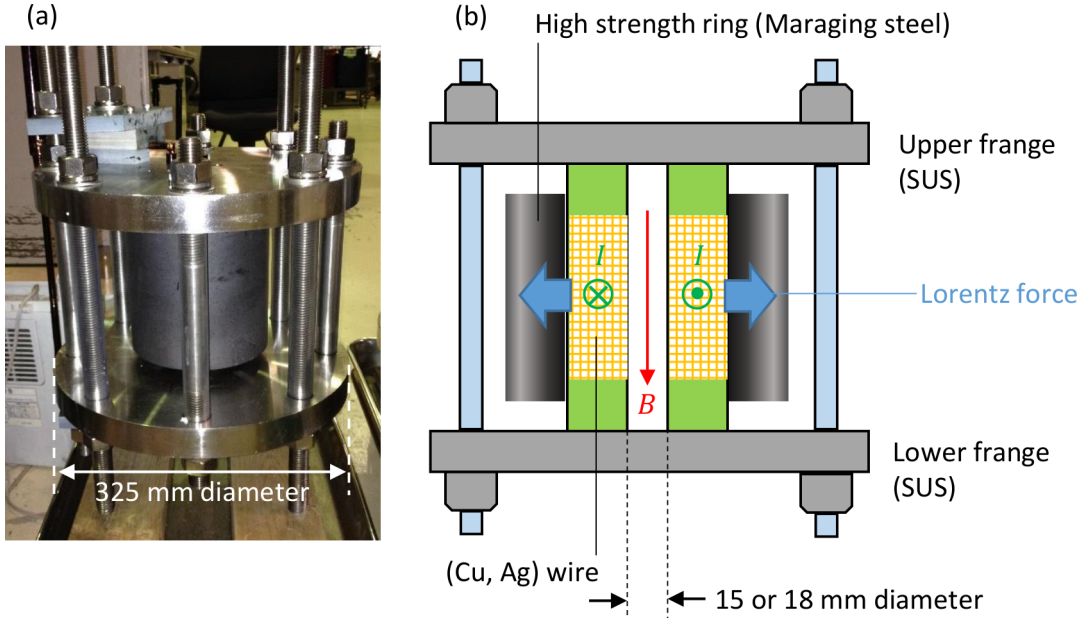 (a)
(b)
High strength ring (Maraging steel)
Upper frange
(SUS)
I
I
Lorentz force
B
Lower frange
(SUS)
325 mm diameter
(Cu, Ag) wire
15 or 18 mm diameter